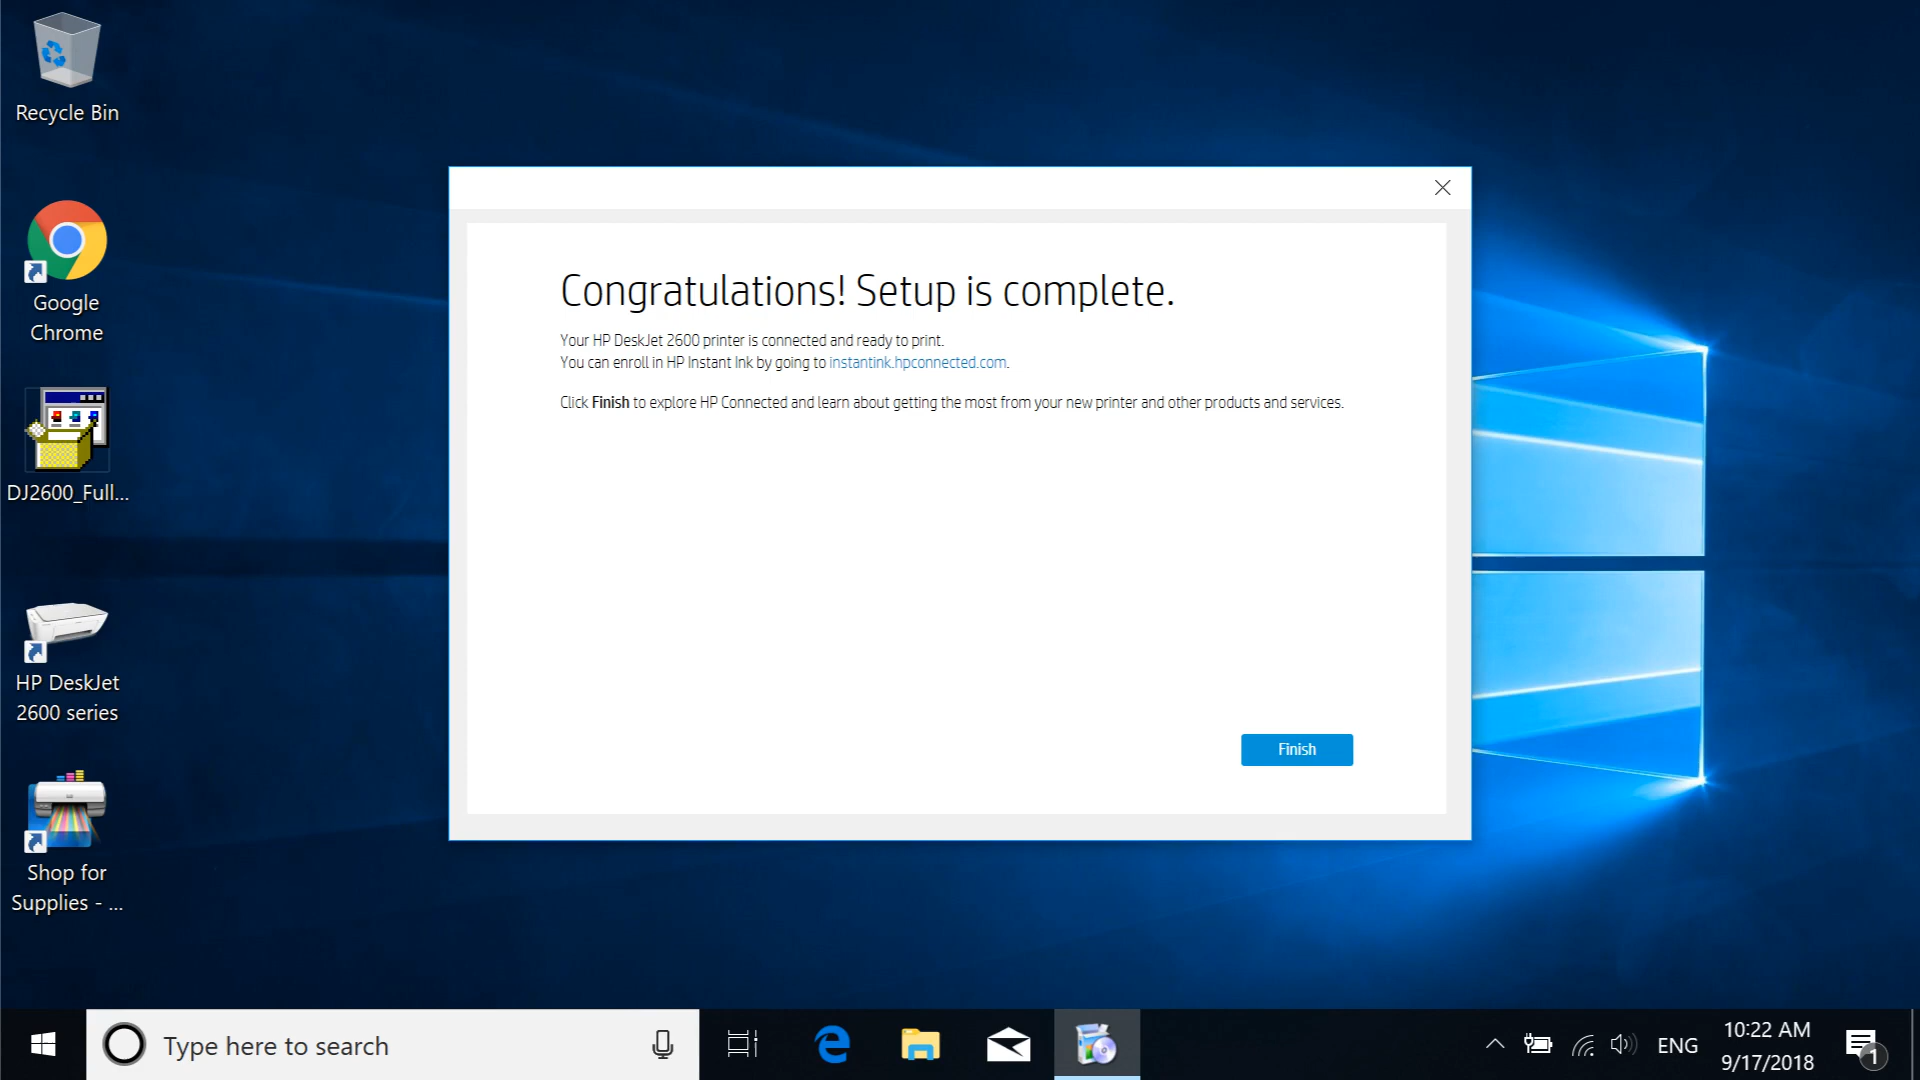 Recycle Bin
Google
Chrome
DJ2600_Full...
HP DeskJet
2600 series
Shop for
Supplies - ...
Congratulations! Setup is complete.
Your HP DeskJet 2600 printer is connected and ready to print.
You can enroll in HP Instant Ink by going to instantink.hpconnected.com.
Click Finish to explore HP Connected and learn about getting the most from your new printer and other products and services.
Finish
Type here to search
ENG
10:22 AM
9/17/2018
1